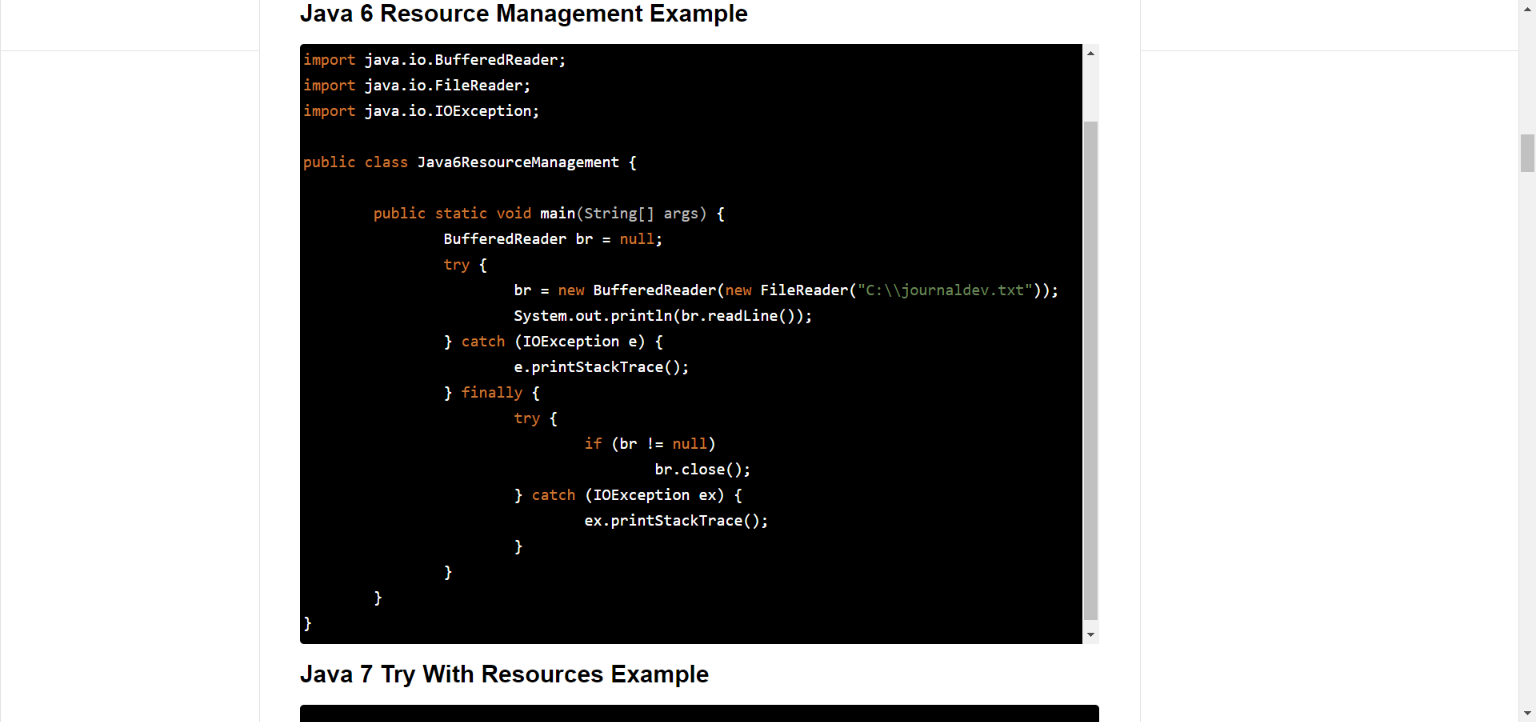 Java 6 Resource Management Example
import java.io.BufferedReader;
import java.io.FileReader;
import java.io.IOException;
public class Java6ResourceManagement {
public static void main(String[] args) {
BufferedReader br = null;
try {
br = new BufferedReader(new FileReader("C:\\journaldev.txt"));
System.out.println(br.readLine());
} catch (IOException e) {
e.printStackTrace();
} finally {
try {
if (br != null)
br.close();
} catch (IOException ex) {
ex.printStackTrace();
}
}
}
}
Java 7 Try With Resources Example